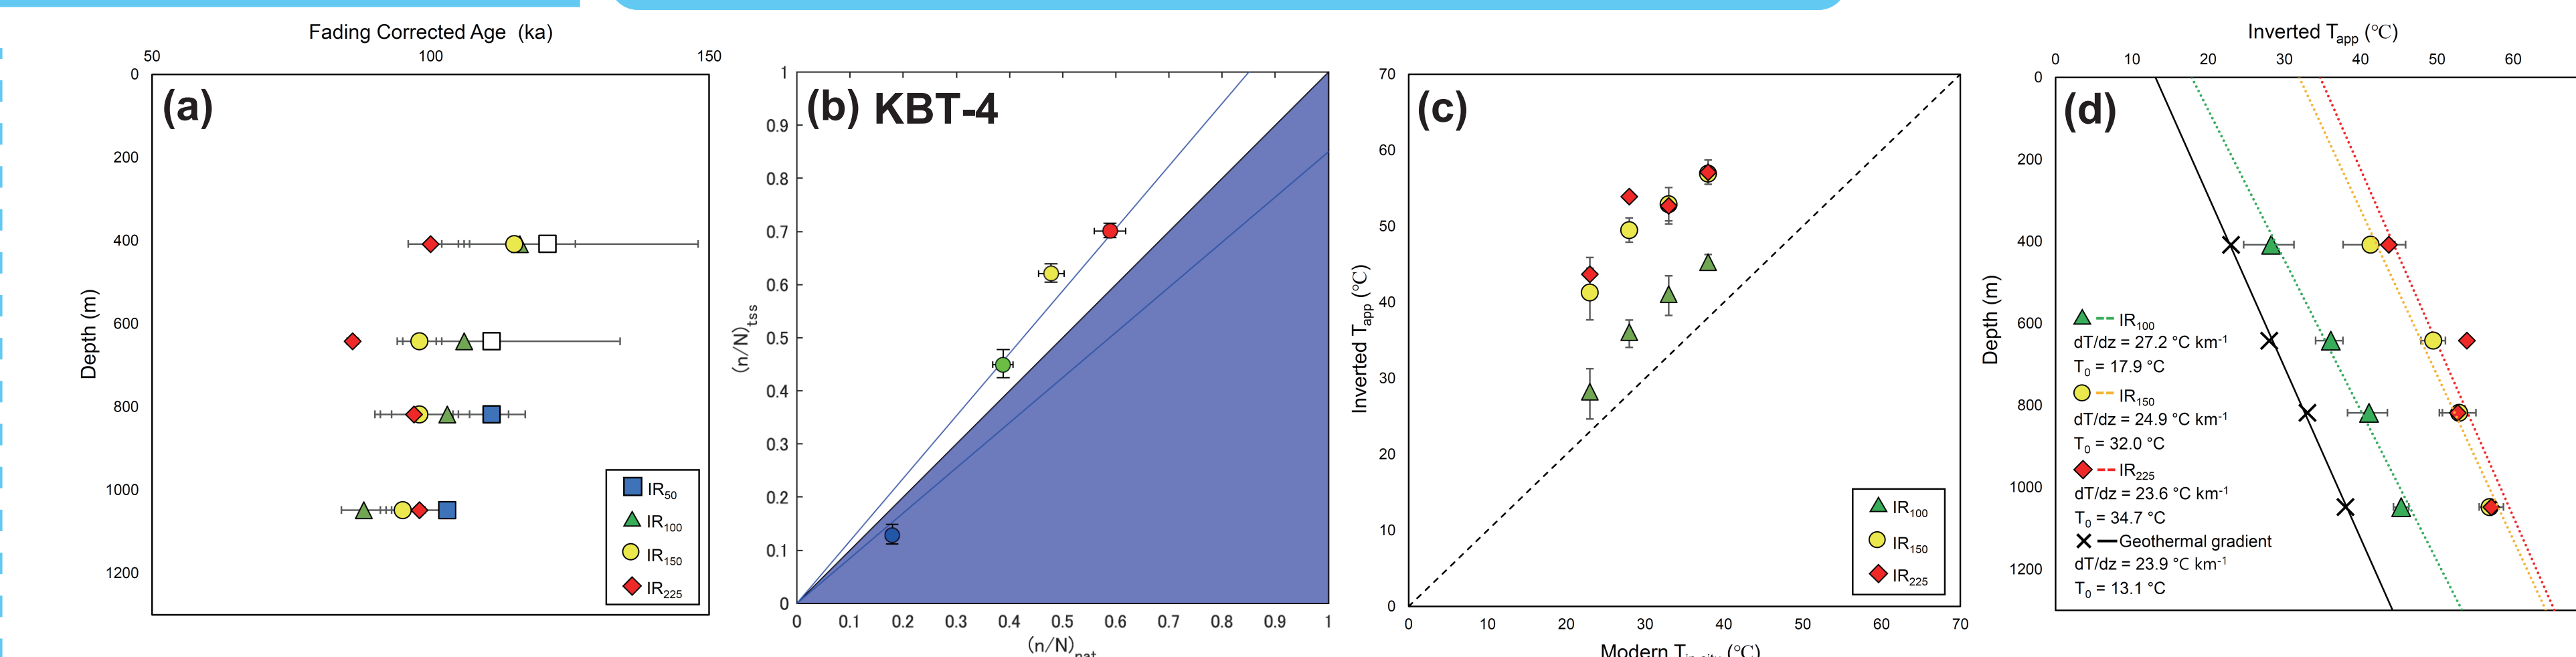 Fading Corrected Age (ka)
50 100 150
0
200
400
600
800
1000
1200
Depth (m)
(a)
IR50
IR100
IR150
IR225
(b) KBT-4
1
0.9
0.8
0.7
0.6
0.5
0.4
0.3
0.2
0.1
0
(n/N)tss
0 0.1 0.2 0.3 0.4 0.5 0.6 0.7 0.8 0.9 1
(n/N)nat
(c)
70
60
50
40
30
20
10
0
Inverted Tapp (℃)
IR100
IR150
IR225
0 10 20 30 40 50 60 70
Modern Tin situ (℃)
Inverted Tapp (℃)
0 10 20 30 40 50 60
(d)
0
200
400
600
800
1000
1200
Depth (m)
IR100
dT/dz = 27.2 °C km-1
T0 = 17.9 °C
IR150
dT/dz = 24.9 °C km-1
T0 = 32.0 °C
IR225
dT/dz = 23.6 °C km-1
T0 = 34.7 °C
Geothermal gradient
dT/dz = 23.9 °C km-1
T0 = 13.1 °C